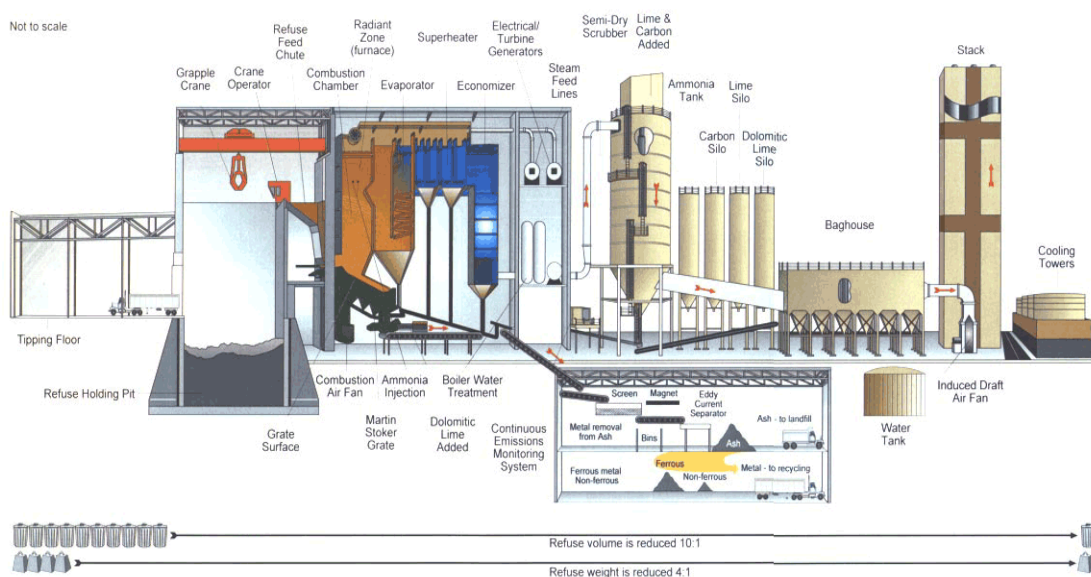 Not to scale
Grapple
Crane
Crane
Operator
Refuse
Feed
Chute
Combustion
Chamber
Radiant
Zone
(furnace)
Evaporator
Superheater
Economizer
Electrical/
Turbine
Generators
Steam
Feed
Lines
Semi-Dry
Scrubber
Lime &
Carbon
Added
Ammonia
Tank
Carbon
Silo
Lime
Silo
Dolomitic
Lime
Silo
Baghouse
Stack
Cooling
Towers
Tipping Floor
Refuse Holding Pit
Grate
Surface
Combustion
Air Fan
Martin
Stoker
Grate
Ammonia
Injection
Dolomitic
Lime
Added
Boiler Water
Treatment
Continuous
Emissions
Monitoring
System
Screen
Magnet
Eddy
Current
Separator
Metal removal
from Ash
Bins
Ash
Ash - to landfill
Ferrous metal
Non-ferrous
Ferrous
Non-ferrous
Metal - to recycling
Water
Tank
Induced Draft
Air Fan
Refuse volume is reduced 10:1
Refuse weight is reduced 4:1